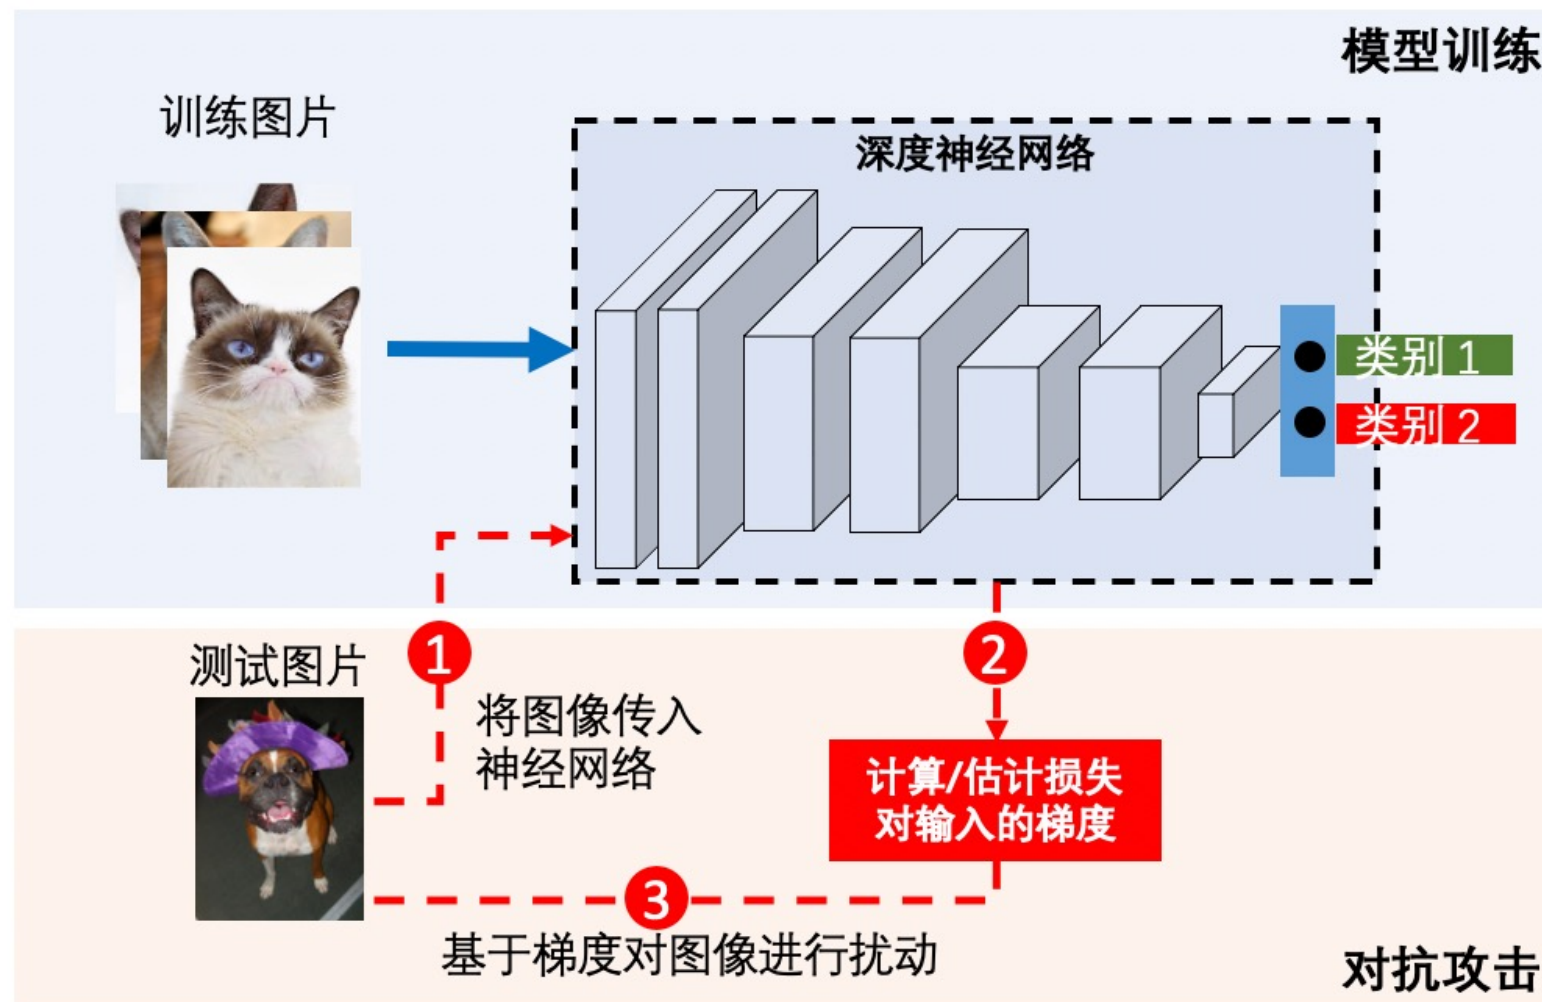 模型训练
训练图片
深度神经网络
类别 1
类别 2
测试图片
1
将图像传入
神经网络
2
计算/估计损失
对输入的梯度
3
基于梯度对图像进行扰动
对抗攻击